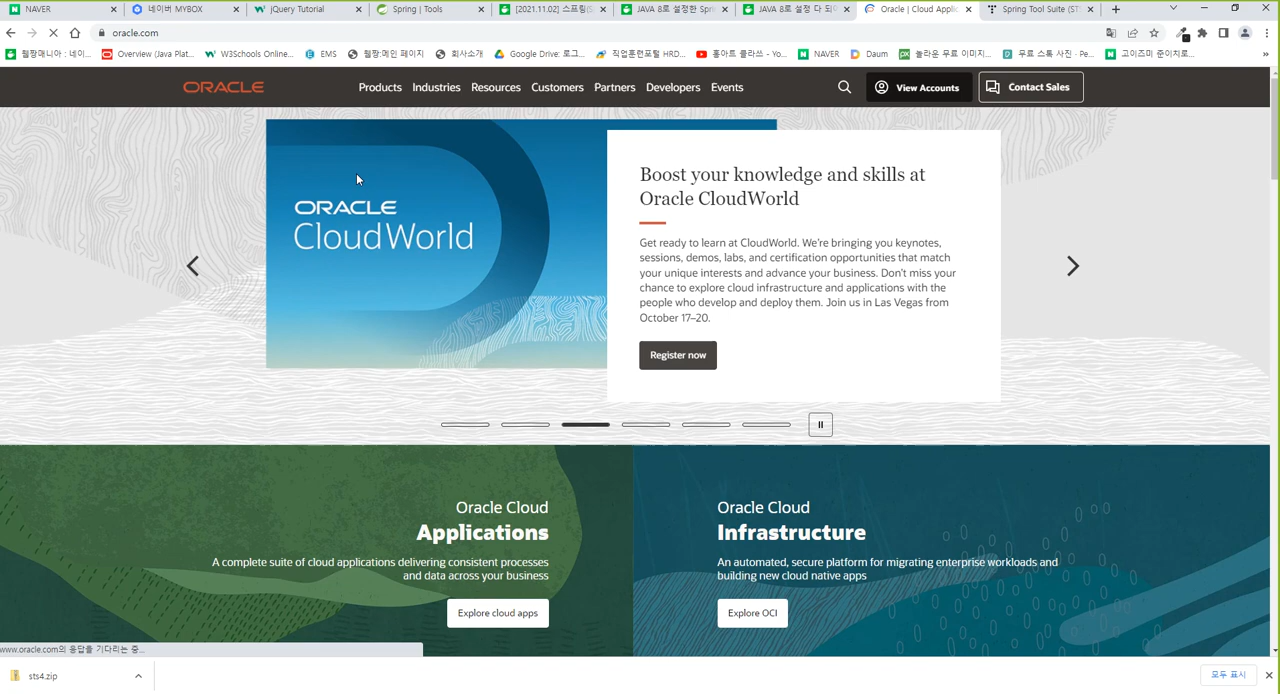 NAVER
네이버 MYBOX
jQuery Tutorial
Spring | Tools
[2021.11.02] 스프링(S
JAVA 8로 설정한 Spri
JAVA 8로 설정 다 되어
Oracle | Cloud Applic
Spring Tool Suite (ST
oracle.com
웹짱매니아 : 네이...
Overview (Java Plat...
W3Schools Online...
EMS
웹짱:메인 페이지
회사소개
Google Drive: 로그...
직업훈련포털 HRD...
홍아트 클라쓰 - Yo...
NAVER
Daum
놀라운 무료 이미지...
무료 스톡 사진 · Pe...
고이즈미 준이치로...
ORACLE
Products
Industries
Resources
Customers
Partners
Developers
Events
View Accounts
Contact Sales
ORACLE
CloudWorld
Boost your knowledge and skills at
Oracle CloudWorld
Get ready to learn at CloudWorld. We're bringing you keynotes,
sessions, demos, labs, and certification opportunities that match
your unique interests and advance your business. Don't miss your
chance to explore cloud infrastructure and applications with the
people who develop and deploy them. Join us in Las Vegas from
October 17–20.
Register now
Oracle Cloud
Applications
A complete suite of cloud applications delivering consistent processes
and data across your business
Explore cloud apps
Oracle Cloud
Infrastructure
An automated, secure platform for migrating enterprise workloads and
building new cloud native apps
Explore OCI
www.oracle.com의 응답을 기다리는 중...
sts4.zip
모두 표시